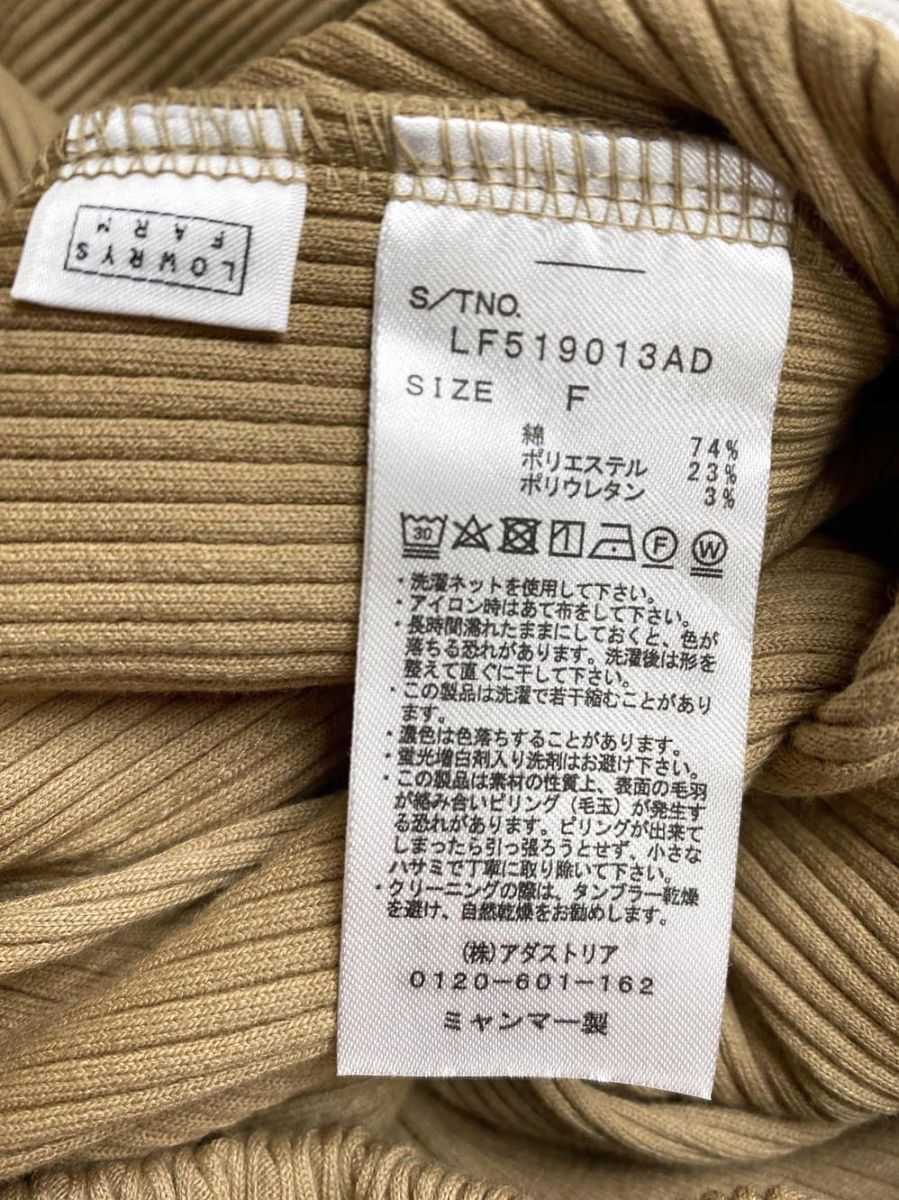 LOWRYS
FARM
S/TNO.
LF519013AD
SIZE F
綿 74%
ポリエステル 23%
ポリウレタン 3%
30 F W
・洗濯ネットを使用して下さい。
・アイロン時はあて布をして下さい。
・長時間濡れたままにしておくと、色が
落ちる恐れがあります。洗濯後は形を
整えて直ぐに干して下さい。
・この製品は洗濯で若干縮むことがあり
ます。
・濃色は色落ちすることがあります。
・蛍光増白剤入り洗剤はお避け下さい。
・この製品は素材の性質上、表面の毛羽
が絡み合いピリング（毛玉）が発生す
る恐れがあります。ピリングが出来て
しまったら引っ張ろうとせず、小さな
ハサミで丁寧に取り除いて下さい。
・クリーニングの際は、タンブラー乾燥
を避け、自然乾燥をお勧めします。
(株)アダストリア
0120-601-162
ミャンマー製